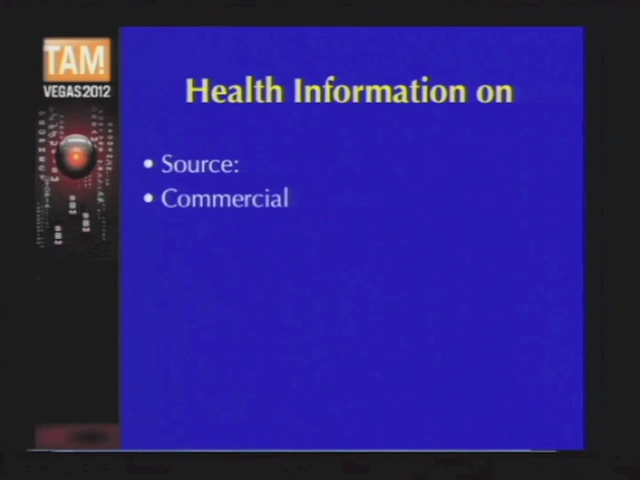 TAM!
VEGAS2012
Health Information on
• Source:
• Commercial